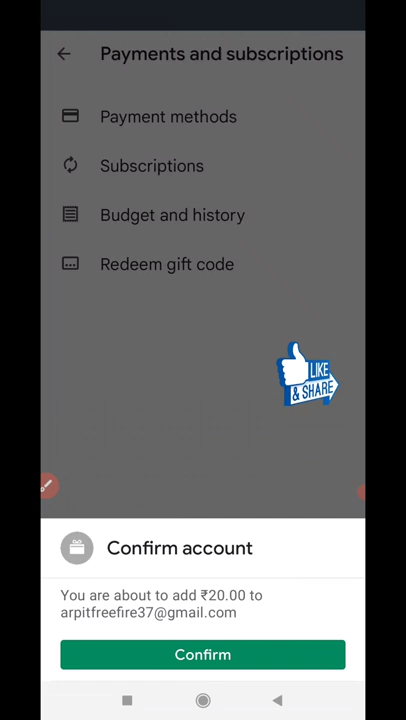 Payments and subscriptions
Payment methods
Subscriptions
Budget and history
Redeem gift code
LIKE
& SHARE
Confirm account
You are about to add ₹20.00 to
arpitfreefire37@gmail.com
Confirm